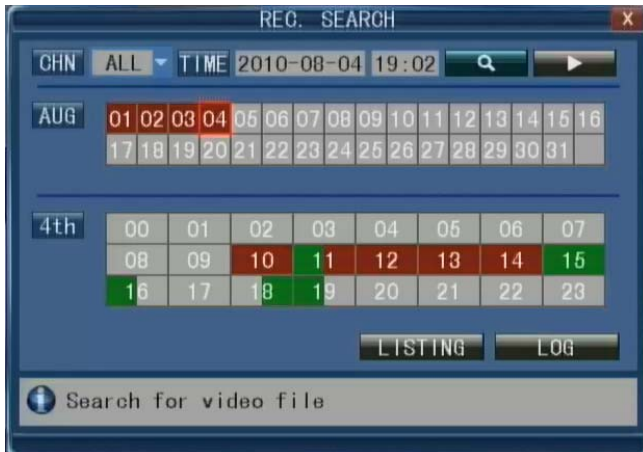 REC. SEARCH X
CHN ALL TIME 2010-08-04 19:02
AUG 01 02 03 04 05 06 07 08 09 10 11 12 13 14 15 16
17 18 19 20 21 22 23 24 25 26 27 28 29 30 31
4th 00 01 02 03 04 05 06 07
08 09 10 11 12 13 14 15
16 17 18 19 20 21 22 23
LISTING LOG
Search for video file